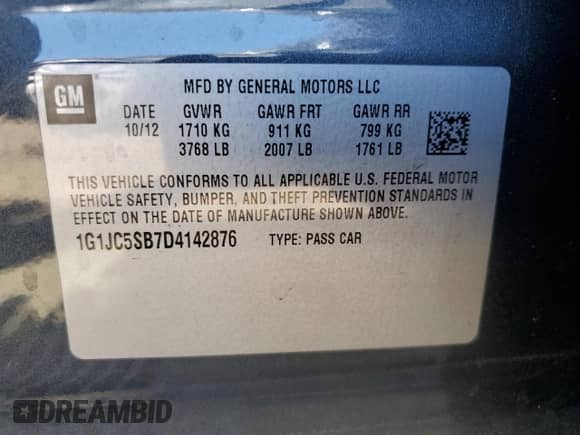 GM
MFD BY GENERAL MOTORS LLC
DATE GVWR GAWR FRT GAWR RR
10/12 1710 KG 911 KG 799 KG
3768 LB 2007 LB 1761 LB
THIS VEHICLE CONFORMS TO ALL APPLICABLE U.S. FEDERAL MOTOR
VEHICLE SAFETY, BUMPER, AND THEFT PREVENTION STANDARDS IN
EFFECT ON THE DATE OF MANUFACTURE SHOWN ABOVE.
1G1JC5SB7D4142876 TYPE: PASS CAR
DREAMBID